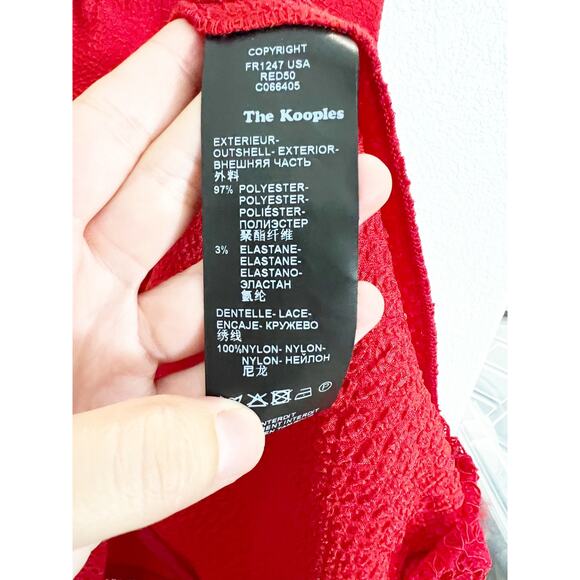 COPYRIGHT
FR1247 USA
RED50
C066405
The Kooples
EXTERIEUR-
OUTSHELL- EXTERIOR-
ВНЕШНЯЯ ЧАСТЬ
外料
97% POLYESTER-
POLYESTER-
POLIÉSTER-
ПОЛИЭСТЕР
聚酯纤维
3% ELASTANE-
ELASTANE-
ELASTANO-
ЭЛАСТАН
氨纶
DENTELLE- LACE-
ENCAJE- КРУЖЕВО
绣线
100%NYLON- NYLON-
NYLON- НЕЙЛОН
尼龙
P